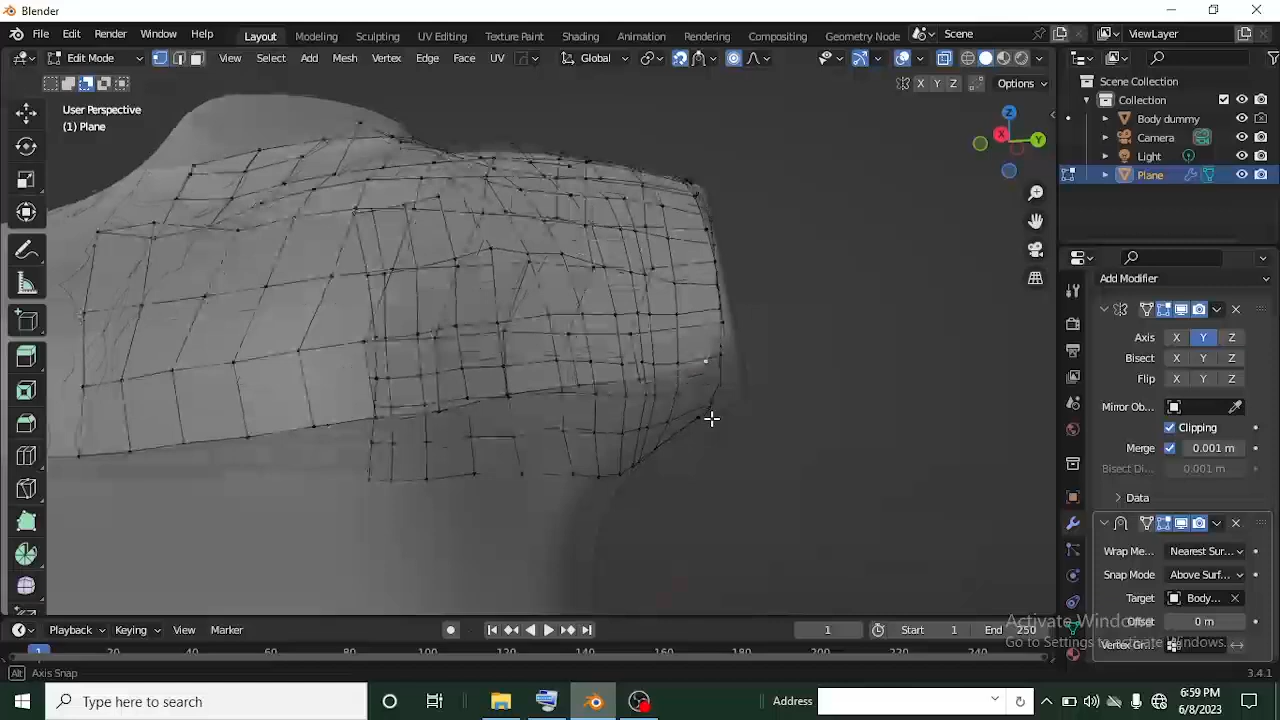 Blender
File Edit Render Window Help Layout Modeling Sculpting UV Editing Texture Paint Shading Animation Rendering Compositing Geometry Node Scene ViewLayer
Edit Mode View Select Add Mesh Vertex Edge Face UV Global
X Y Z Options
User Perspective
(1) Plane
Z
X
Y
Scene Collection
Collection
Body dummy
Camera
Light
Plane
Add Modifier
Axis X Y Z
Bisect X Y Z
Flip X Y Z
Mirror Ob...
Clipping
Merge 0.001 m
Bisect Di... 0.001 m
Data
Wrap Me... Nearest Sur...
Snap Mode Above Surf...
Target Body...
Offset 0 m
Vertex Gr...
Activate Windows
Go to Settings to activate Windows.
Playback Keying View Marker 1 Start 1 End 250
1 20 40 60 80 100 120 140 160 180 200 220 240
Alt Axis Snap 3.4.1
Type here to search
Address
6:59 PM
6/8/2023